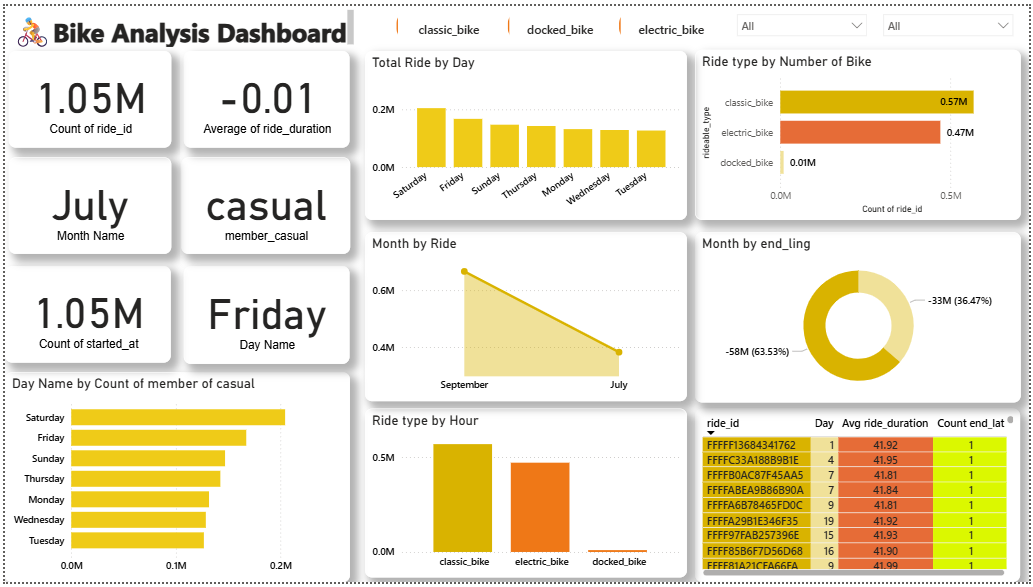 Bike Analysis Dashboard
classic_bike
docked_bike
electric_bike
All
All
1.05M
Count of ride_id
-0.01
Average of ride_duration
July
Month Name
casual
member_casual
1.05M
Count of started_at
Friday
Day Name
Day Name by Count of member of casual
Saturday
Friday
Sunday
Thursday
Monday
Wednesday
Tuesday
0.0M 0.1M 0.2M
Total Ride by Day
0.2M
0.0M
Saturday Friday Sunday Thursday Monday Wednesday Tuesday
Month by Ride
0.6M
0.4M
September July
Ride type by Hour
0.5M
0.0M
classic_bike electric_bike docked_bike
Ride type by Number of Bike
rideable_type
classic_bike 0.57M
electric_bike 0.47M
docked_bike 0.01M
0.0M 0.5M
Count of ride_id
Month by end_ling
-33M (36.47%)
-58M (63.53%)
ride_id Day Avg ride_duration Count end_lat
FFFFF13684341762 1 41.92 1
FFFFC33A188B9B1E 4 41.95 1
FFFFB0AC87F45AA5 7 41.81 1
FFFFABEA9B86B90A 7 41.84 1
FFFFA6B78465FD0C 9 41.81 1
FFFFA29B1E346F35 19 41.92 1
FFFF97FAB257396E 15 41.93 1
FFFF85B6F7D56D68 16 41.90 1
FFFF81A21CFA66FA 9 41.99 1